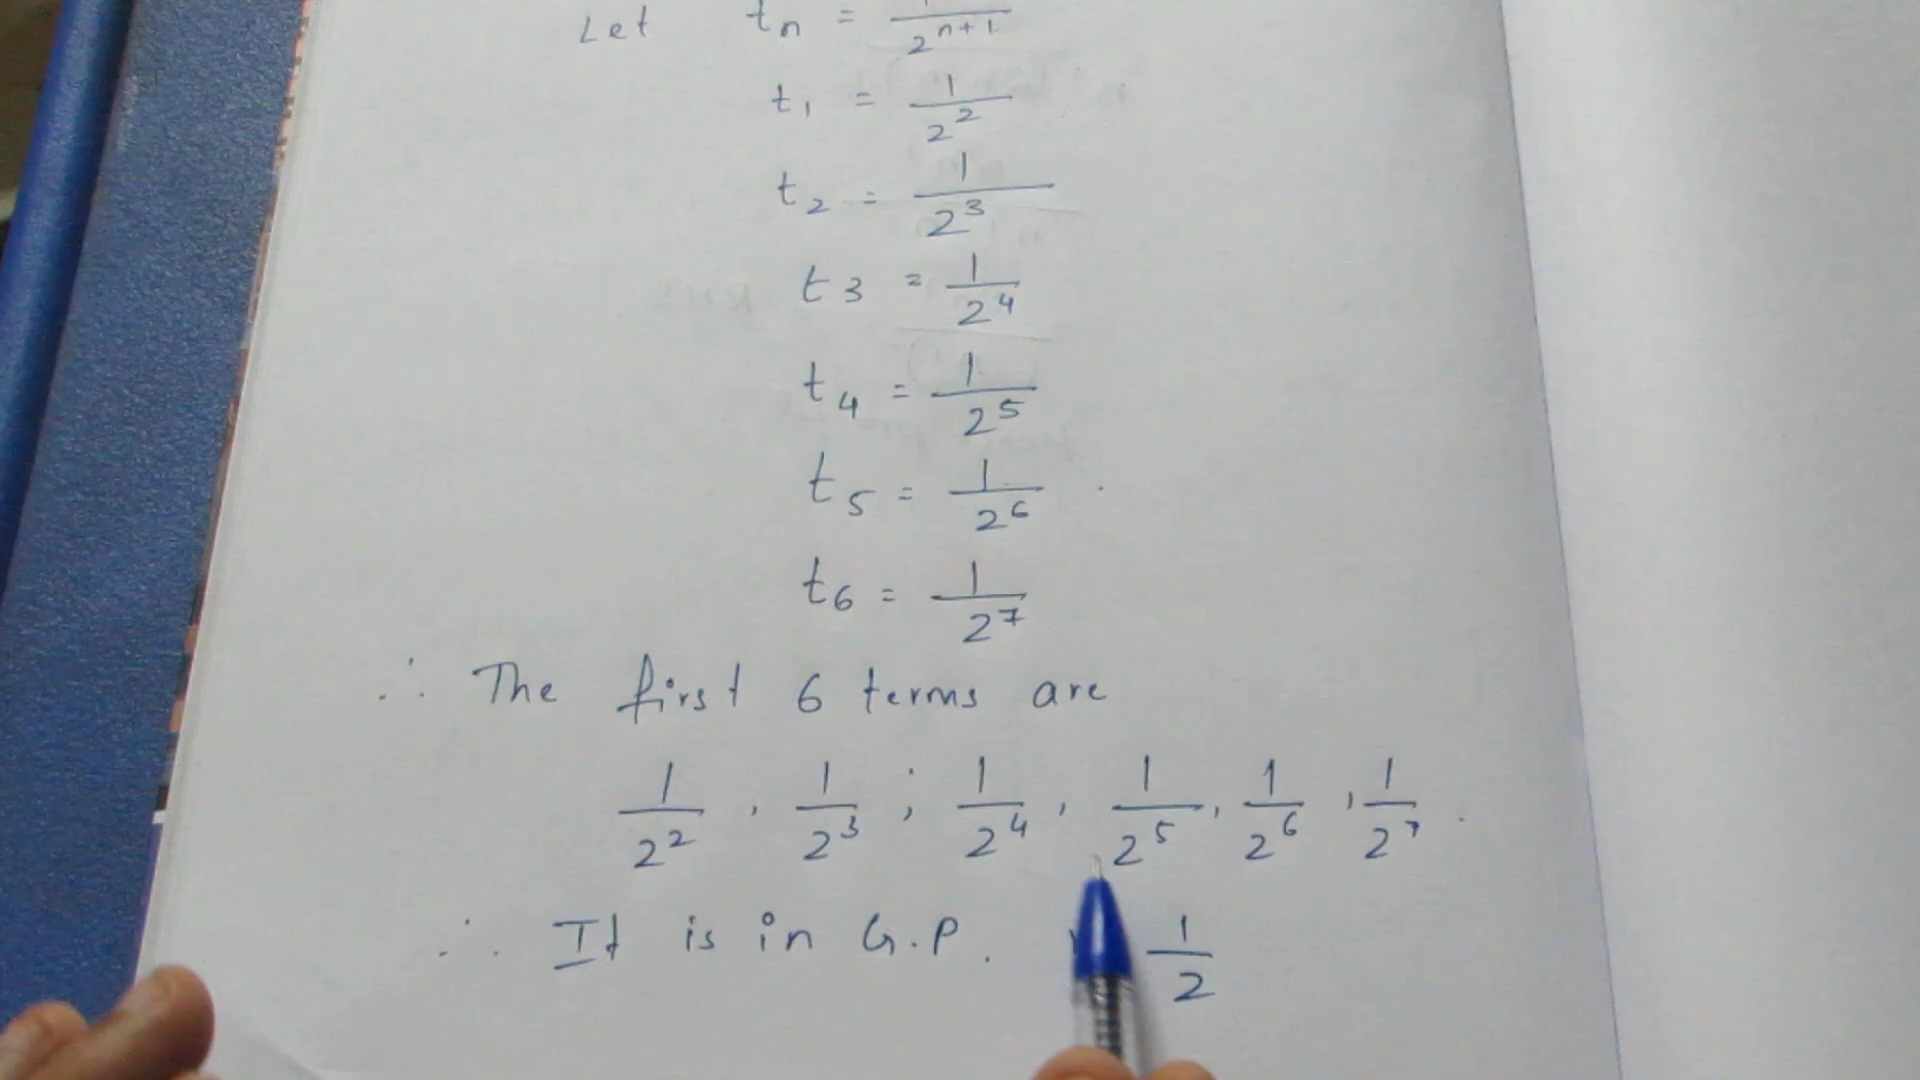 Let tn = 1/2^(n+1)
t1 = 1/2^2
t2 = 1/2^3
t3 = 1/2^4
t4 = 1/2^5
t5 = 1/2^6 .
t6 = 1/2^7
∴ The first 6 terms are
1/2^2 , 1/2^3 ; 1/2^4 , 1/2^5 , 1/2^6 , 1/2^7 .
∴ It is in G.P. 1/2